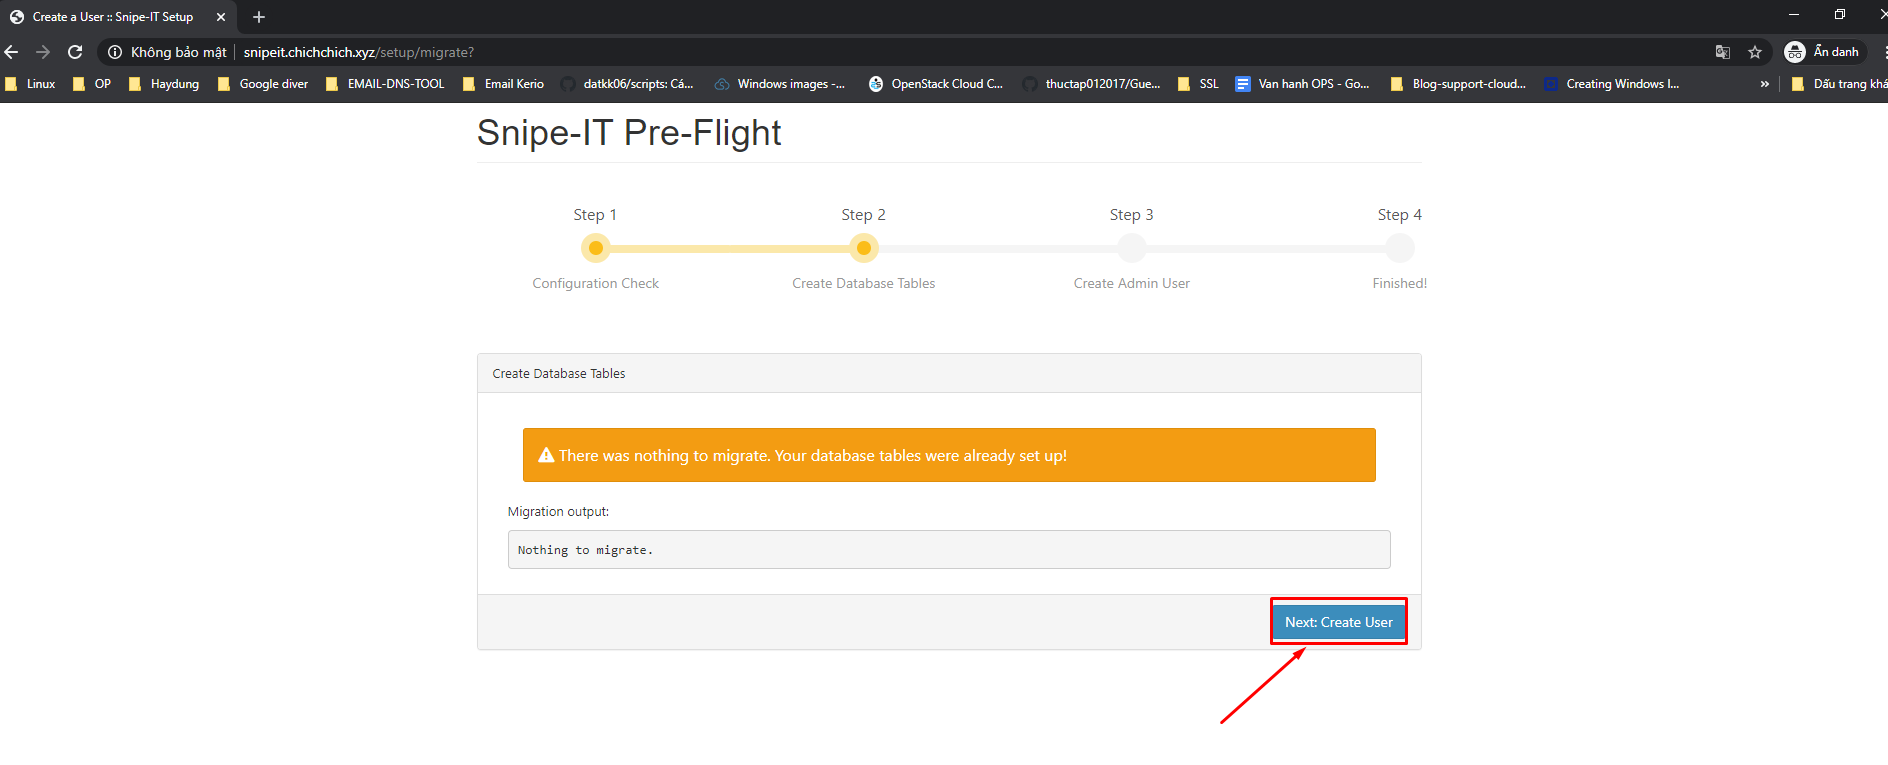 Create a User :: Snipe-IT Setup
Không bảo mật snipeit.chichchich.xyz/setup/migrate? Ẩn danh
Linux OP Haydung Google diver EMAIL-DNS-TOOL Email Kerio datkk06/scripts: Cá... Windows images -... OpenStack Cloud C... thuctap012017/Gue... SSL Van hanh OPS - Go... Blog-support-cloud... Creating Windows I... » Dấu trang khá
Snipe-IT Pre-Flight
Step 1 Step 2 Step 3 Step 4
Configuration Check Create Database Tables Create Admin User Finished!
Create Database Tables
There was nothing to migrate. Your database tables were already set up!
Migration output:
Nothing to migrate.
Next: Create User